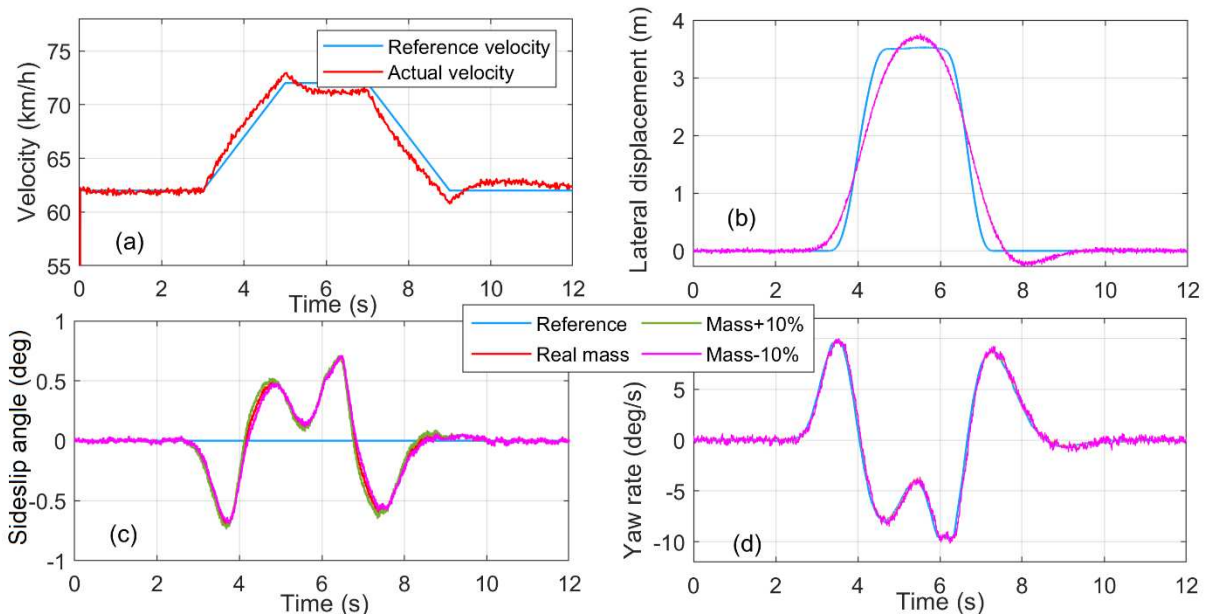 Velocity (km/h)
75
70
65
60
55
Reference velocity
Actual velocity
(a)
0 2 4 6 8 10 12
Time (s)
Lateral displacement (m)
4
3
2
1
0
(b)
0 2 4 6 8 10 12
Time (s)
Reference
Mass+10%
Real mass
Mass-10%
Sideslip angle (deg)
1
0.5
0
-0.5
-1
(c)
0 2 4 6 8 10 12
Time (s)
Yaw rate (deg/s)
5
0
-5
-10
(d)
0 2 4 6 8 10 12
Time (s)